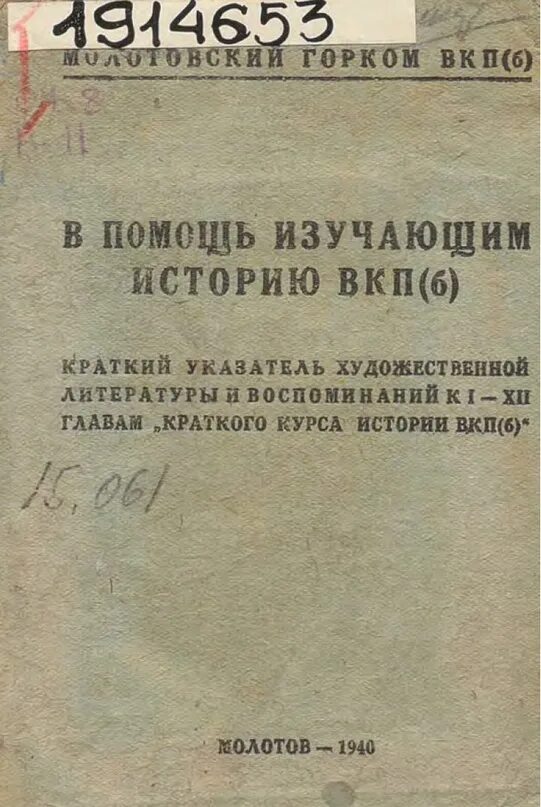 1914653
МОЛОТОВСКИЙ ГОРКОМ ВКП(б)
В ПОМОЩЬ ИЗУЧАЮЩИМ
ИСТОРИЮ ВКП(б)
КРАТКИЙ УКАЗАТЕЛЬ ХУДОЖЕСТВЕННОЙ
ЛИТЕРАТУРЫ И ВОСПОМИНАНИЙ К I — XII
ГЛАВАМ „КРАТКОГО КУРСА ИСТОРИИ ВКП(б)“
15.061
МОЛОТОВ — 1940